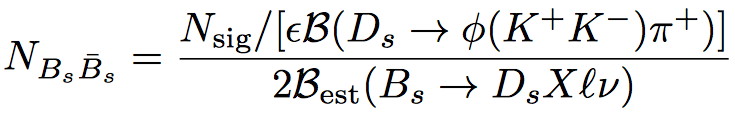 N_{B_s \bar{B}_s} = \frac{N_{\text{sig}}/[\epsilon \mathcal{B}(D_s \to \phi(K^+K^-)\pi^+)]}{2\mathcal{B}_{\text{est}}(B_s \to D_s X \ell \nu)}